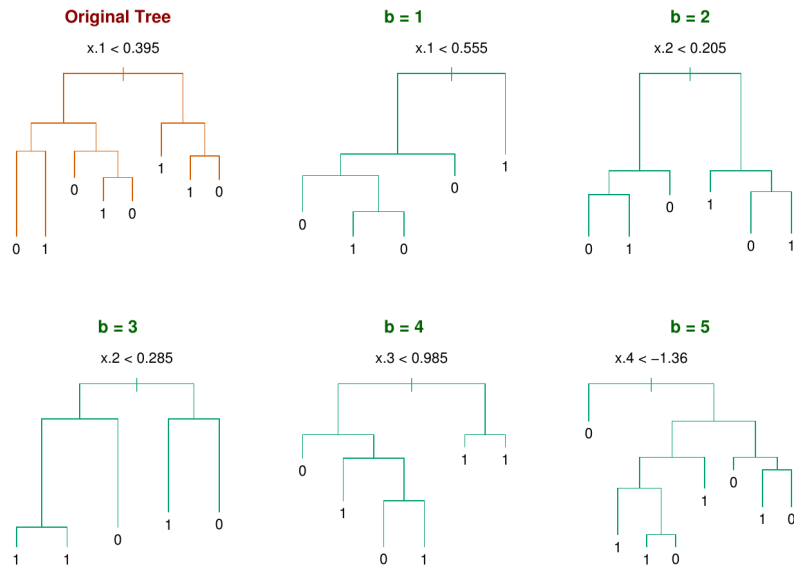 Original Tree
x.1 < 0.395
0 1 0 1 0 1 1 0
b = 1
x.1 < 0.555
0 1 0 0 1
b = 2
x.2 < 0.205
0 1 0 1 0 1
b = 3
x.2 < 0.285
1 1 0 1 0
b = 4
x.3 < 0.985
0 1 0 1 1 1
b = 5
x.4 < −1.36
0 1 1 0 1 0 1 0